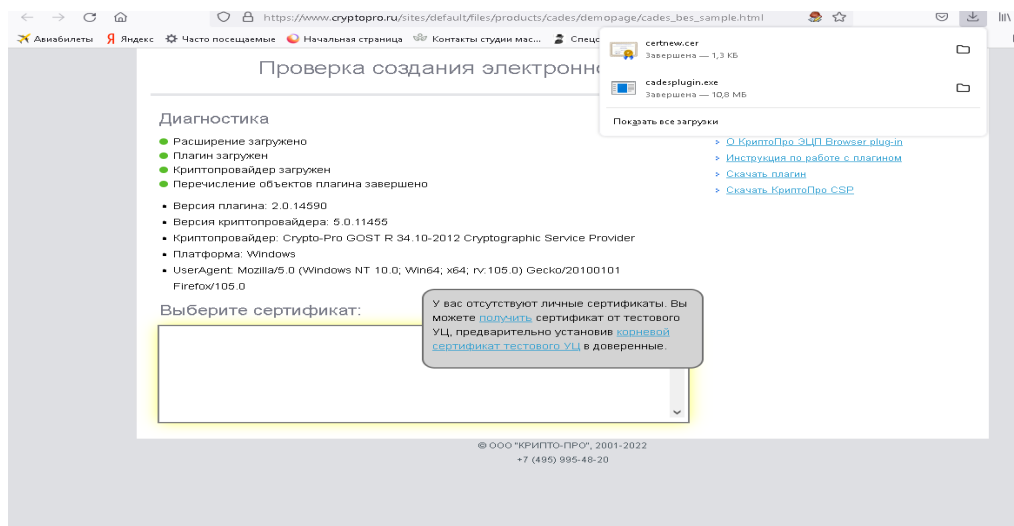 https://www.cryptopro.ru/sites/default/files/products/cades/demopage/cades_bes_sample.html
Авиабилеты Яндекс Часто посещаемые Начальная страница Контакты студии мас...
certnew.cer
Завершена — 1,3 КБ
cadesplugin.exe
Завершена — 10,8 МБ
Показать все загрузки
Проверка создания
Диагностика
Расширение загружено
Плагин загружен
Криптопровайдер загружен
Перечисление объектов плагина завершено
Версия плагина: 2.0.14590
Версия криптопровайдера: 5.0.11455
Криптопровайдер: Crypto-Pro GOST R 34.10-2012 Cryptographic Service Provider
Платформа: Windows
UserAgent: Mozilla/5.0 (Windows NT 10.0; Win64; x64; rv:105.0) Gecko/20100101
Firefox/105.0
О КриптоПро ЭЦП Browser plug-in
Инструкция по работе с плагином
Скачать плагин
Скачать КриптоПро CSP
Выберите сертификат:
У вас отсутствуют личные сертификаты. Вы
можете получить сертификат от тестового
УЦ, предварительно установив корневой
сертификат тестового УЦ в доверенные.
© ООО "КРИПТО-ПРО", 2001-2022
+7 (495) 995-48-20